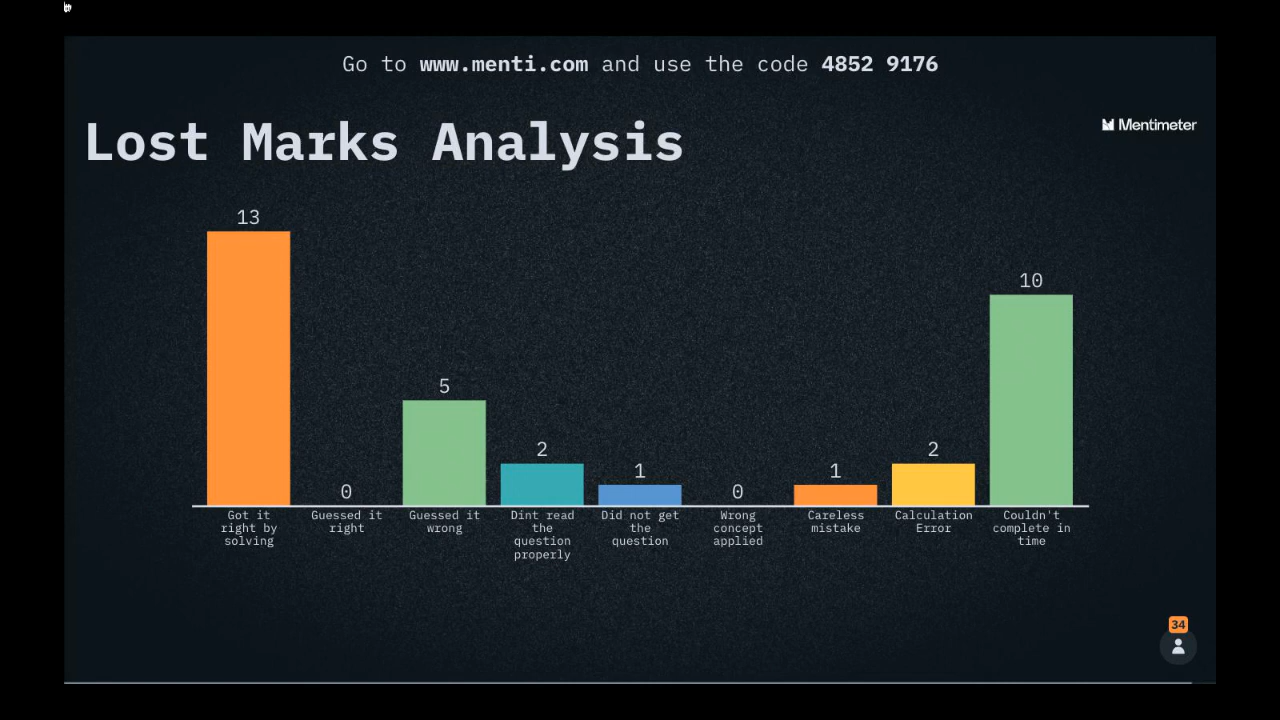 Go to www.menti.com and use the code 4852 9176
Lost Marks Analysis
Mentimeter
13
0
5
2
1
0
1
2
10
Got it
right by
solving
Guessed it
right
Guessed it
wrong
Dint read
the
question
properly
Did not get
the
question
Wrong
concept
applied
Careless
mistake
Calculation
Error
Couldn't
complete in
time
34